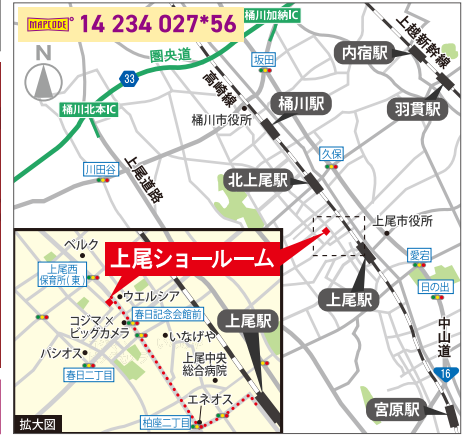 MAPCODE® 14 234 027*56
桶川加納IC
上越新幹線
内宿駅
羽貫駅
N
圏央道
33
坂田
高崎線
桶川北本IC
桶川駅
桶川市役所
川田谷
上尾道路
久保
北上尾駅
上尾市役所
愛宕
日の出
上尾駅
中山道
16
宮原駅
上尾ショールーム
ベルク
上尾西
保育所(東)
ウエルシア
春日記念会館前
コジマ×
ビッグカメラ
いなげや
上尾駅
パシオス
春日二丁目
上尾中央
総合病院
エネオス
柏座二丁目
拡大図